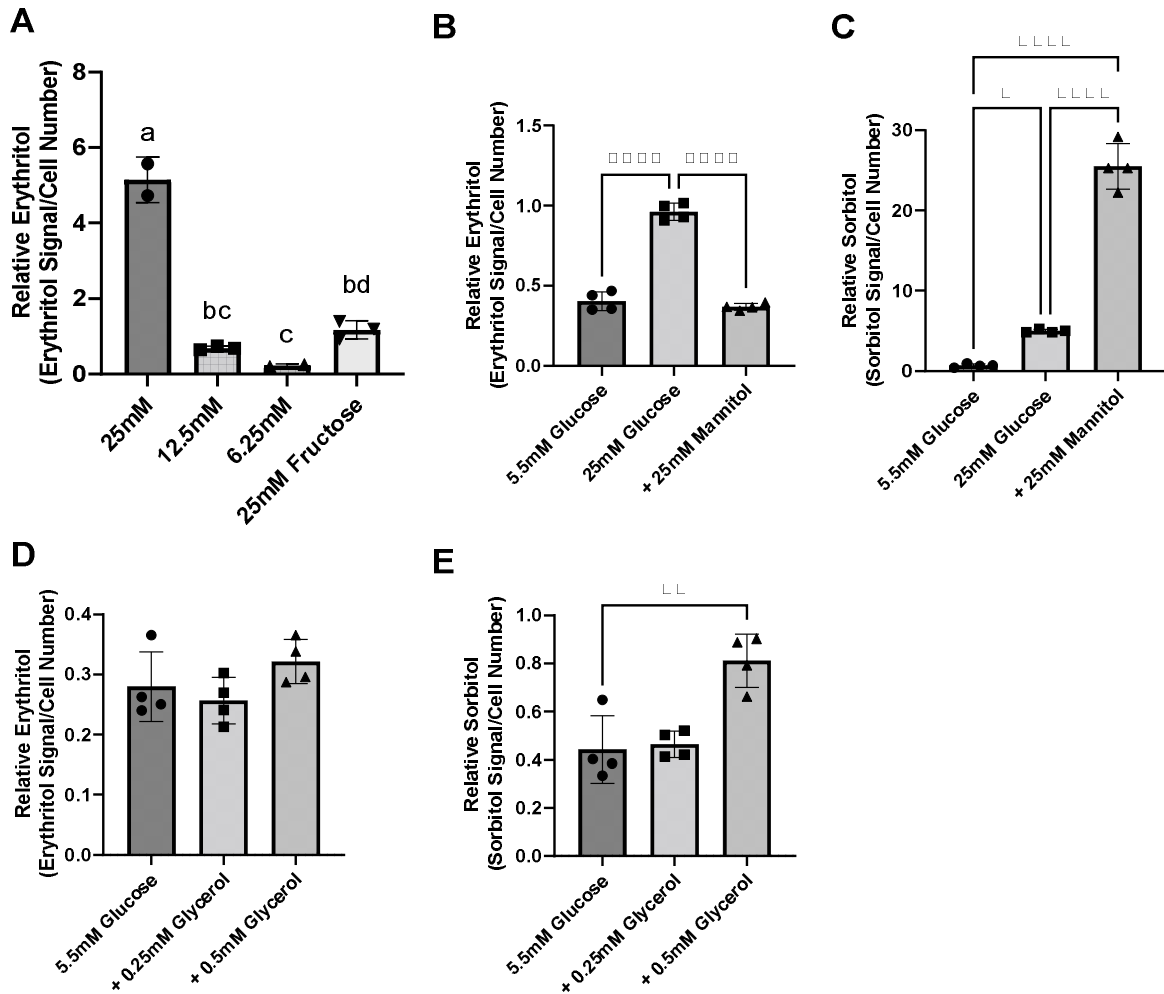 A
Relative Erythritol
(Erythritol Signal/Cell Number)
8
6
4
2
0
a
bc
c
bd
25mM
12.5mM
6.25mM
25mM Fructose
B
Relative Erythritol
(Erythritol Signal/Cell Number)
1.5
1.0
0.5
0.0
5.5mM Glucose
25mM Glucose
+ 25mM Mannitol
C
Relative Sorbitol
(Sorbitol Signal/Cell Number)
30
20
10
0
5.5mM Glucose
25mM Glucose
+ 25mM Mannitol
D
Relative Erythritol
(Erythritol Signal/Cell Number)
0.4
0.3
0.2
0.1
0.0
5.5mM Glucose
+ 0.25mM Glycerol
+ 0.5mM Glycerol
E
Relative Sorbitol
(Sorbitol Signal/Cell Number)
1.0
0.8
0.6
0.4
0.2
0.0
5.5mM Glucose
+ 0.25mM Glycerol
+ 0.5mM Glycerol